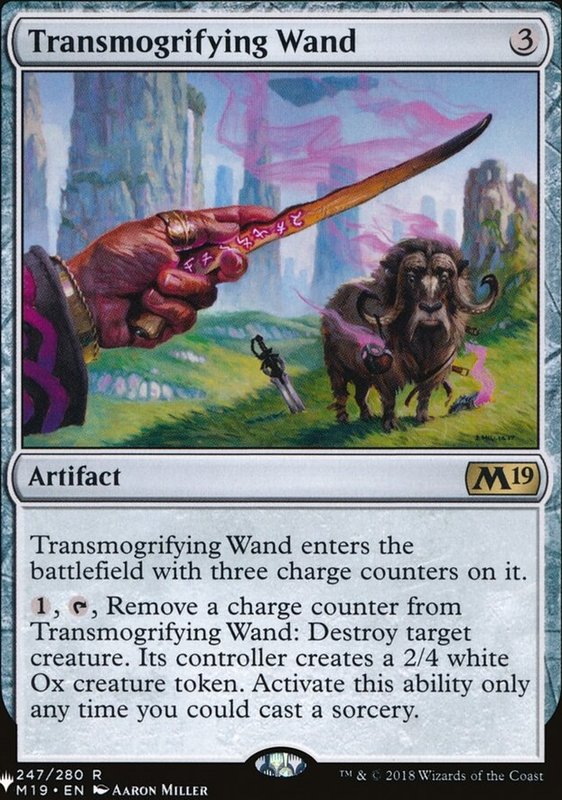 Transmogrifying Wand 3
Artifact
M19
Transmogrifying Wand enters the
battlefield with three charge counters on it.
1, , Remove a charge counter from
Transmogrifying Wand: Destroy target
creature. Its controller creates a 2/4 white
Ox creature token. Activate this ability only
any time you could cast a sorcery.
247/280 R
M19 • EN AARON MILLER
™ & © 2018 Wizards of the Coast